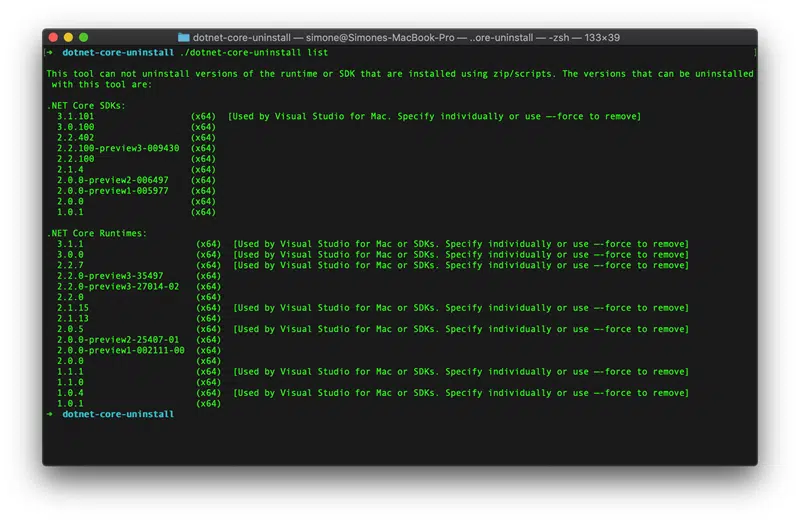 dotnet-core-uninstall — simone@Simones-MacBook-Pro — ..ore-uninstall — -zsh — 133×39
[➜  dotnet-core-uninstall ./dotnet-core-uninstall list ]
This tool can not uninstall versions of the runtime or SDK that are installed using zip/scripts. The versions that can be uninstalled
with this tool are:
.NET Core SDKs:
3.1.101 (x64) [Used by Visual Studio for Mac. Specify individually or use —-force to remove]
3.0.100 (x64)
2.2.402 (x64)
2.2.100-preview3-009430 (x64)
2.2.100 (x64)
2.1.4 (x64)
2.0.0-preview2-006497 (x64)
2.0.0-preview1-005977 (x64)
2.0.0 (x64)
1.0.1 (x64)
.NET Core Runtimes:
3.1.1 (x64) [Used by Visual Studio for Mac or SDKs. Specify individually or use —-force to remove]
3.0.0 (x64) [Used by Visual Studio for Mac or SDKs. Specify individually or use —-force to remove]
2.2.7 (x64) [Used by Visual Studio for Mac or SDKs. Specify individually or use —-force to remove]
2.2.0-preview3-35497 (x64)
2.2.0-preview3-27014-02 (x64)
2.2.0 (x64)
2.1.15 (x64) [Used by Visual Studio for Mac or SDKs. Specify individually or use —-force to remove]
2.1.13 (x64)
2.0.5 (x64) [Used by Visual Studio for Mac or SDKs. Specify individually or use —-force to remove]
2.0.0-preview2-25407-01 (x64)
2.0.0-preview1-002111-00 (x64)
2.0.0 (x64)
1.1.1 (x64) [Used by Visual Studio for Mac or SDKs. Specify individually or use —-force to remove]
1.1.0 (x64)
1.0.4 (x64) [Used by Visual Studio for Mac or SDKs. Specify individually or use —-force to remove]
1.0.1 (x64)
➜  dotnet-core-uninstall